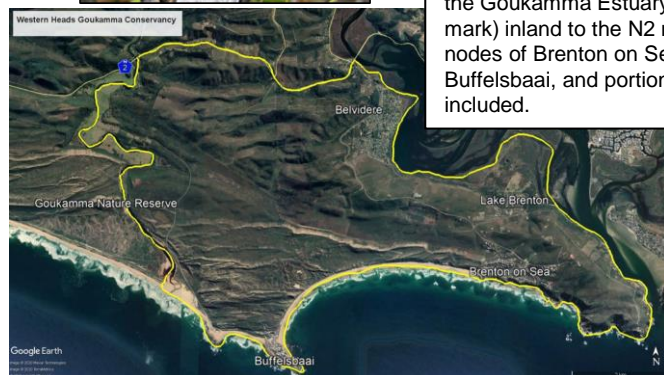 the Goukamma Estuary
mark) inland to the N2
nodes of Brenton on Se
Buffelsbaai, and portion
included.
Western Heads Goukamma Conservancy
2
Belvidere
Goukamma Nature Reserve
Lake Brenton
Brenton on Sea
Google Earth
Buffelsbaai
N